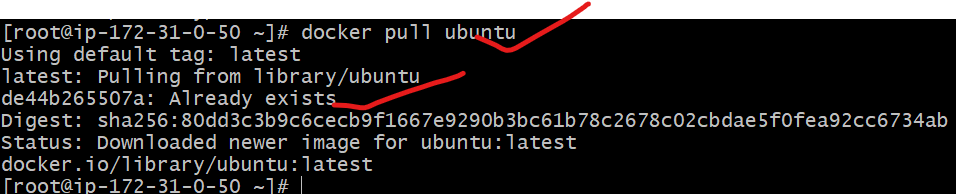 [root@ip-172-31-0-50 ~]# docker pull ubuntu
Using default tag: latest
latest: Pulling from library/ubuntu
de44b265507a: Already exists
Digest: sha256:80dd3c3b9c6cecb9f1667e9290b3bc61b78c2678c02cbdae5f0fea92cc6734ab
Status: Downloaded newer image for ubuntu:latest
docker.io/library/ubuntu:latest
[root@ip-172-31-0-50 ~]#